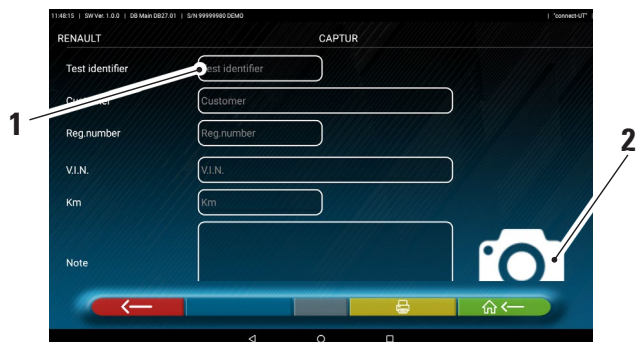 11:48:15 | SW Ver. 1.0.0 | DB Main DB27.01 | S/N 99999980 DEMO | "connect-UT" |
RENAULT CAPTUR
Test identifier Test identifier
1
Customer Customer
Reg.number Reg.number
2
V.I.N. V.I.N.
Km Km
Note